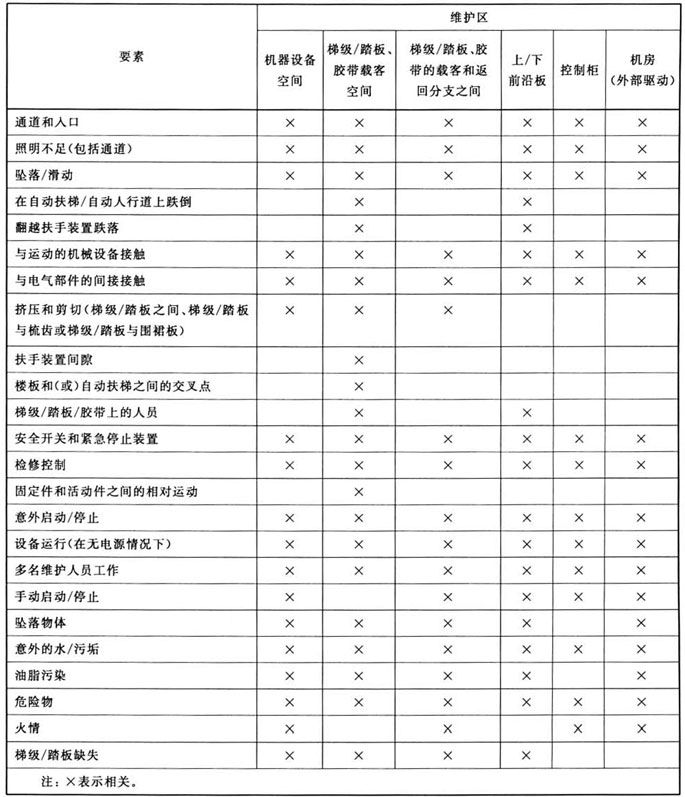 要素
维护区
机器设备
空间
梯级/踏板、
胶带载客
空间
梯级/踏板、胶
带的载客和返
回分支之间
上/下
前沿板
控制柜
机房
(外部驱动)
通道和人口 × × × × × ×
照明不足(包括通道) × × × × × ×
坠落/滑动 × × × × × ×
在自动扶梯/自动人行道上跌倒 × ×
翻越扶手装置跌落 × ×
与运动的机械设备接触 × × × × × ×
与电气部件的间接接触 × × × × × ×
挤压和剪切(梯级/踏板之间、梯级/踏板 × × ×
与梳齿或梯级/踏板与围裙板)
扶手装置间隙 ×
楼板和(或)自动扶梯之间的交叉点 ×
梯级/踏板/胶带上的人员 × ×
安全开关和紧急停止装置 × × × × × ×
检修控制 × × × × × ×
固定件和活动件之间的相对运动 ×
意外启动/停止 × × × × × ×
设备运行(在无电源情况下) × × × × × ×
多名维护人员工作 × × × × × ×
手动启动/停止 × × × × ×
坠落物体 × × × × ×
意外的水/污垢 × × × × × ×
油脂污染 × × × × ×
危险物 × × × × × ×
火情 × × × ×
梯级/踏板缺失 × × × ×
注：×表示相关。